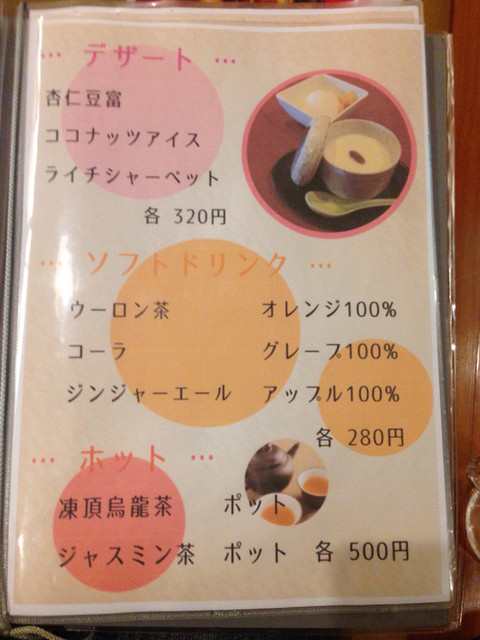 … デザート …
杏仁豆富
ココナッツアイス
ライチシャーベット
各 320円
… ソフトドリンク …
ウーロン茶 オレンジ100%
コーラ グレープ100%
ジンジャーエール アップル100%
各 280円
… ホット …
凍頂烏龍茶 ポット
ジャスミン茶 ポット 各 500円